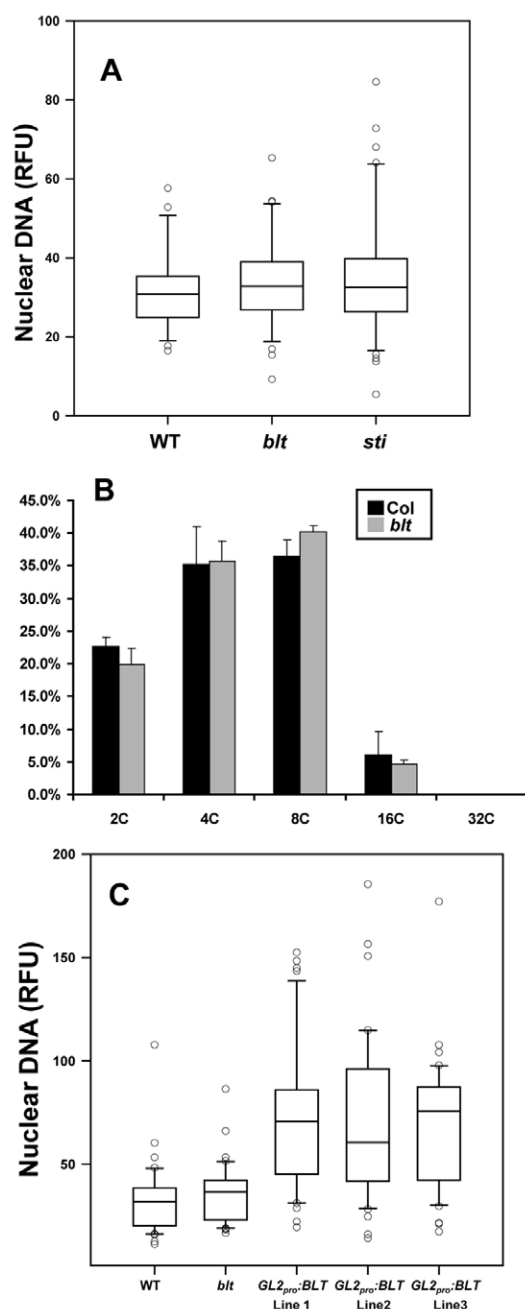 A
Nuclear DNA (RFU)
100
80
60
40
20
0
WT blt sti
B
Col
blt
45.0%
40.0%
35.0%
30.0%
25.0%
20.0%
15.0%
10.0%
5.0%
0.0%
2C 4C 8C 16C 32C
C
Nuclear DNA (RFU)
200
150
100
50
WT blt GL2pro:BLT GL2pro:BLT GL2pro:BLT
Line 1 Line2 Line3